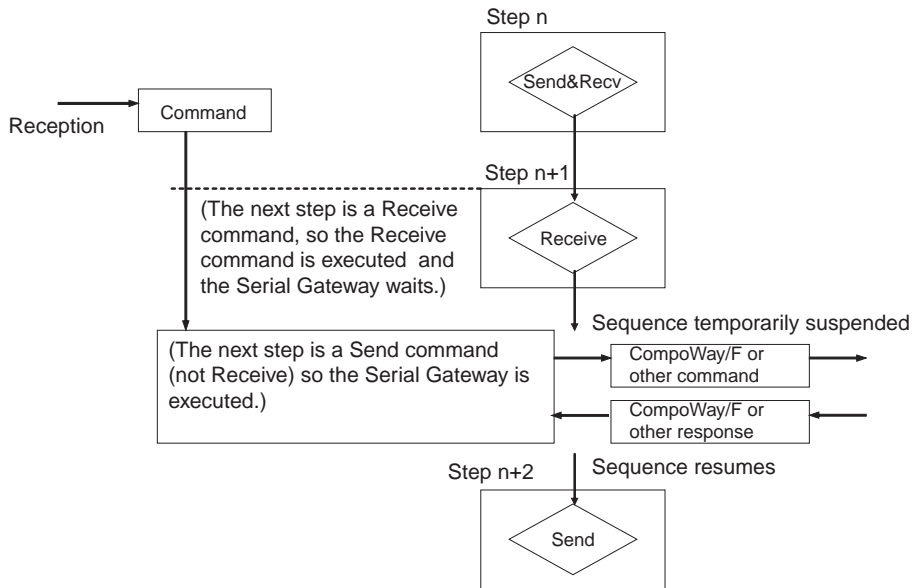 Step n
Send&Recv
Command
Reception
Step n+1
(The next step is a Receive
command, so the Receive
command is executed and
the Serial Gateway waits.)
Receive
Sequence temporarily suspended
(The next step is a Send command
(not Receive) so the Serial Gateway is
executed.)
CompoWay/F or
other command
CompoWay/F or
other response
Step n+2
Sequence resumes
Send